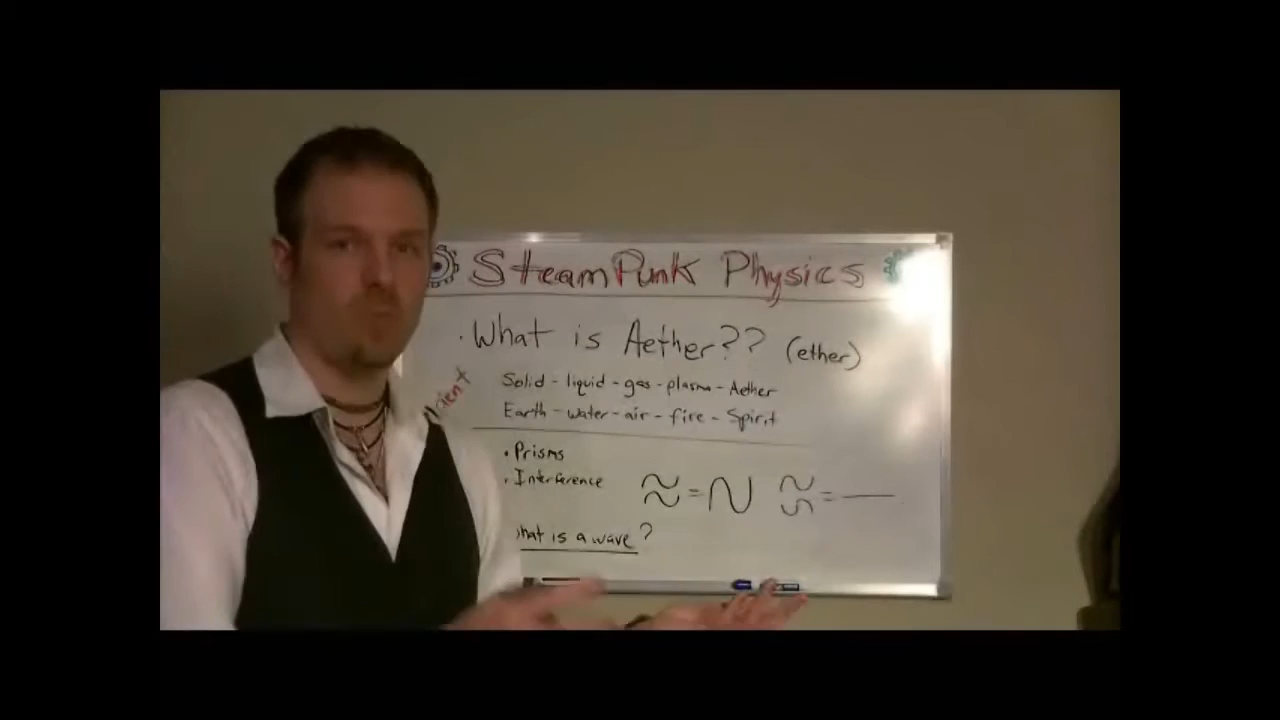 SteamPunk Physics
· What is Aether?? (ether)
Solid - liquid - gas - plasma - Aether
Earth - water - air - fire - Spirit
· Prisms
· Interference ≈ = N = —
hat is a wave?